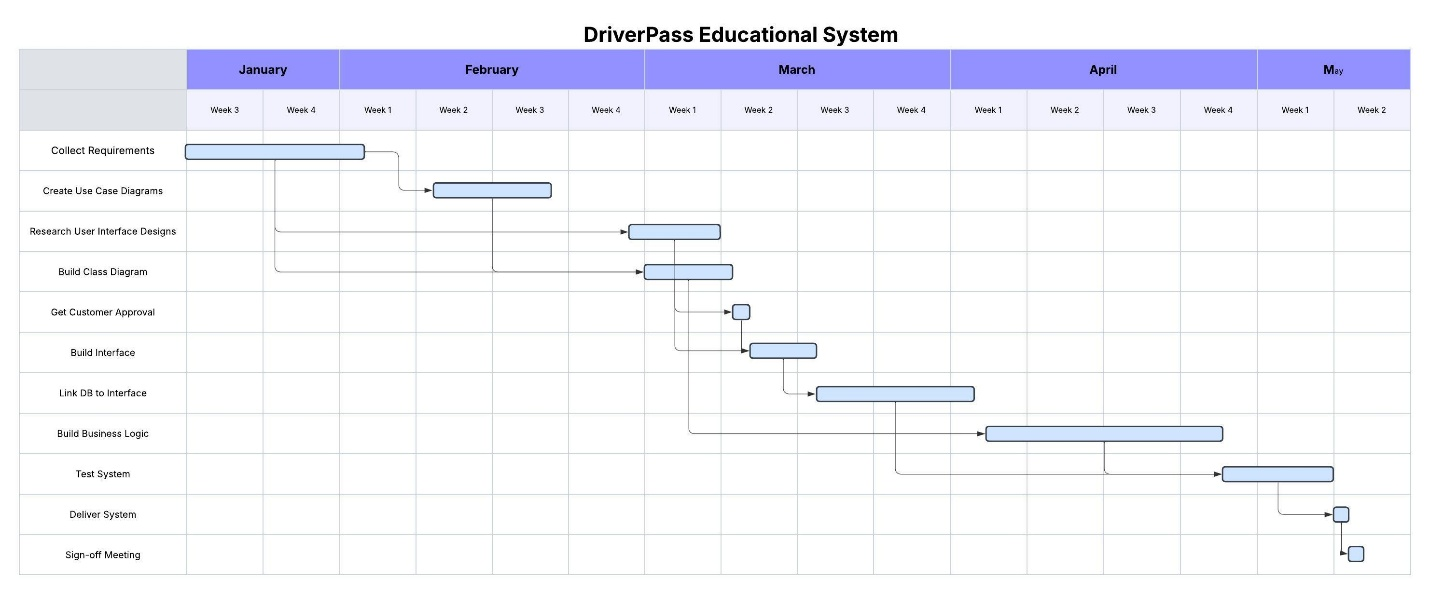 DriverPass Educational System
January February March April May
Week 3 Week 4 Week 1 Week 2 Week 3 Week 4 Week 1 Week 2 Week 3 Week 4 Week 1 Week 2 Week 3 Week 4 Week 1 Week 2
Collect Requirements
Create Use Case Diagrams
Research User Interface Designs
Build Class Diagram
Get Customer Approval
Build Interface
Link DB to Interface
Build Business Logic
Test System
Deliver System
Sign-off Meeting